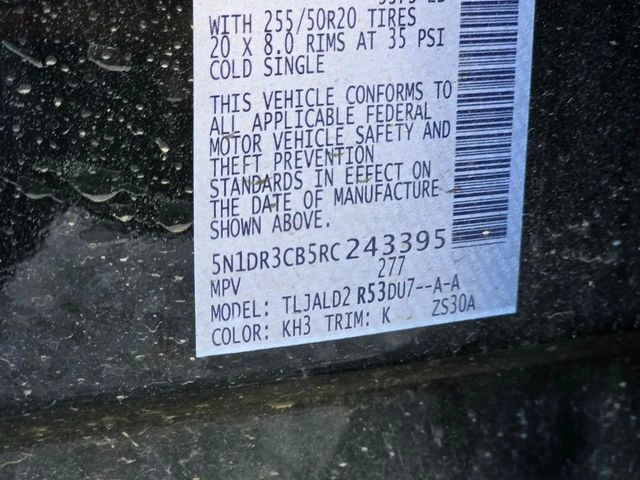 WITH 255/50R20 TIRES
20 X 8.0 RIMS AT 35 PSI
COLD SINGLE
THIS VEHICLE CONFORMS TO
ALL APPLICABLE FEDERAL
MOTOR VEHICLE SAFETY AND
THEFT PREVENTION
STANDARDS IN EFFECT ON
THE DATE OF MANUFACTURE
SHOWN ABOVE.
5N1DR3CB5RC243395
MPV 277
MODEL: TLJALD2 R53DU7--A-A
COLOR: KH3 TRIM: K ZS30A